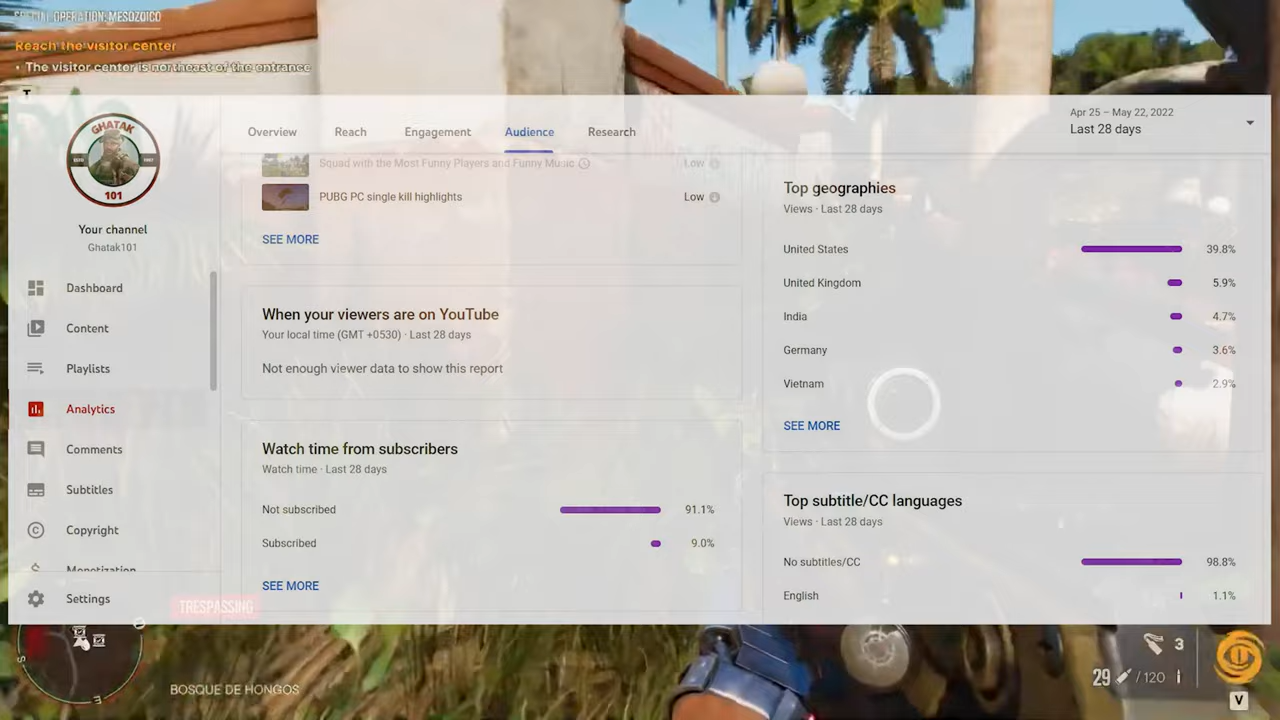 SPECIAL OPERATION: MESOZOICO
Reach the visitor center
• The visitor center is northeast of the entrance
T
GHATAK
101
Your channel
Ghatak101
Dashboard
Content
Playlists
Analytics
Comments
Subtitles
Copyright
Monetization
Settings
Overview Reach Engagement Audience Research
Apr 25 – May 22, 2022
Last 28 days
Squad with the Most Funny Players and Funny Music Low
PUBG PC single kill highlights Low
SEE MORE
When your viewers are on YouTube
Your local time (GMT +0530) · Last 28 days
Not enough viewer data to show this report
Watch time from subscribers
Watch time · Last 28 days
Not subscribed 91.1%
Subscribed 9.0%
SEE MORE
Top geographies
Views · Last 28 days
United States 39.8%
United Kingdom 5.9%
India 4.7%
Germany 3.6%
Vietnam 2.9%
SEE MORE
Top subtitle/CC languages
Views · Last 28 days
No subtitles/CC 98.8%
English 1.1%
TRESPASSING
S
E
BOSQUE DE HONGOS
3
29 / 120
V